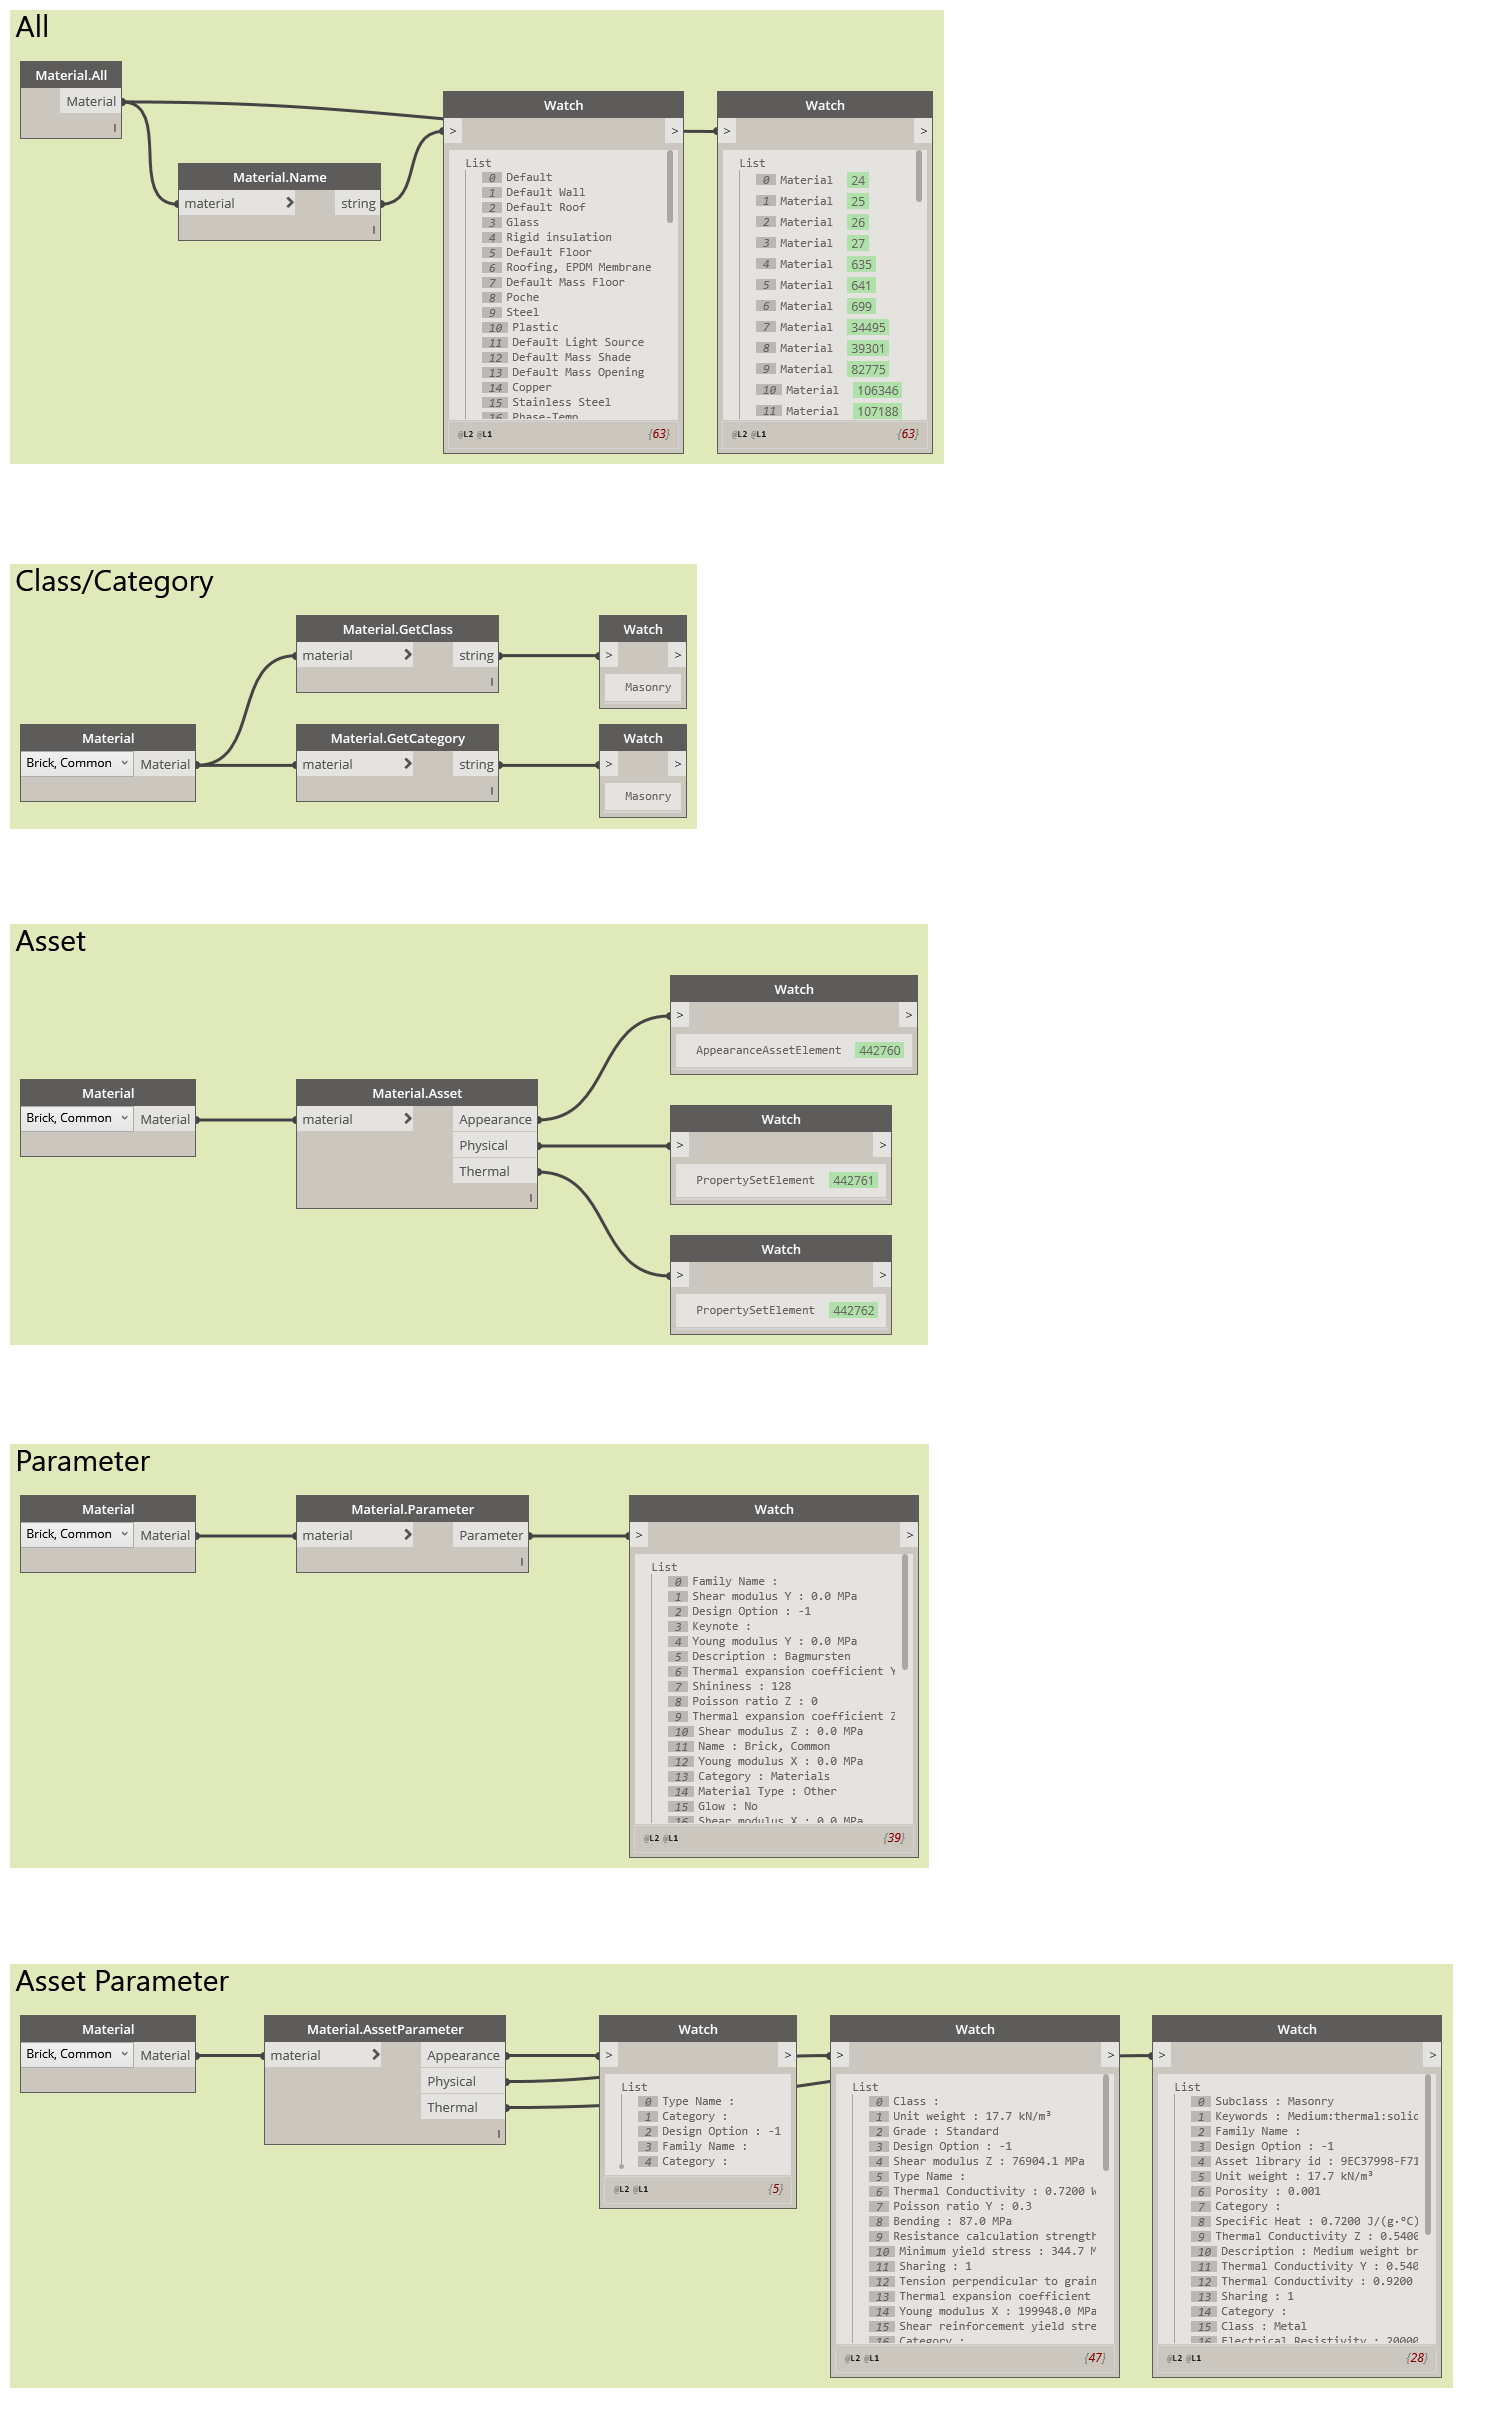 All
Material.All
Material
l
Material.Name
material
string
l
Watch
>
>
List
0 Default
1 Default Wall
2 Default Roof
3 Glass
4 Rigid insulation
5 Default Floor
6 Roofing, EPDM Membrane
7 Default Mass Floor
8 Poche
9 Steel
10 Plastic
11 Default Light Source
12 Default Mass Shade
13 Default Mass Opening
14 Copper
15 Stainless Steel
16 Phase-Temp
@L2 @L1 {63}
Watch
>
>
List
0 Material 24
1 Material 25
2 Material 26
3 Material 27
4 Material 635
5 Material 641
6 Material 699
7 Material 34495
8 Material 39301
9 Material 82775
10 Material 106346
11 Material 107188
@L2 @L1 {63}
Class/Category
Material.GetClass
material
string
l
Watch
>
>
Masonry
Material
Brick, Common
Material
Material.GetCategory
material
string
l
Watch
>
>
Masonry
Asset
Material
Brick, Common
Material
Material.Asset
material
Appearance
Physical
Thermal
l
Watch
>
>
AppearanceAssetElement 442760
Watch
>
>
PropertySetElement 442761
Watch
>
>
PropertySetElement 442762
Parameter
Material
Brick, Common
Material
Material.Parameter
material
Parameter
l
Watch
>
>
List
0 Family Name :
1 Shear modulus Y : 0.0 MPa
2 Design Option : -1
3 Keynote :
4 Young modulus Y : 0.0 MPa
5 Description : Bagmursten
6 Thermal expansion coefficient Y
7 Shininess : 128
8 Poisson ratio Z : 0
9 Thermal expansion coefficient Z
10 Shear modulus Z : 0.0 MPa
11 Name : Brick, Common
12 Young modulus X : 0.0 MPa
13 Category : Materials
14 Material Type : Other
15 Glow : No
16 Shear modulus X : 0.0 MPa
@L2 @L1 {39}
Asset Parameter
Material
Brick, Common
Material
Material.AssetParameter
material
Appearance
Physical
Thermal
l
Watch
>
>
List
0 Type Name :
1 Category :
2 Design Option : -1
3 Family Name :
4 Category :
@L2 @L1 {5}
Watch
>
>
List
0 Class :
1 Unit weight : 17.7 kN/m³
2 Grade : Standard
3 Design Option : -1
4 Shear modulus Z : 76904.1 MPa
5 Type Name :
6 Thermal Conductivity : 0.7200 W
7 Poisson ratio Y : 0.3
8 Bending : 87.0 MPa
9 Resistance calculation strength
10 Minimum yield stress : 344.7 M
11 Sharing : 1
12 Tension perpendicular to grain
13 Thermal expansion coefficient
14 Young modulus X : 199948.0 MPa
15 Shear reinforcement yield stre
16 Category :
@L2 @L1 {47}
Watch
>
>
List
0 Subclass : Masonry
1 Keywords : Medium:thermal:solid
2 Family Name :
3 Design Option : -1
4 Asset library id : 9EC37998-F71
5 Unit weight : 17.7 kN/m³
6 Porosity : 0.001
7 Category :
8 Specific Heat : 0.7200 J/(g·°C)
9 Thermal Conductivity Z : 0.5400
10 Description : Medium weight br
11 Thermal Conductivity Y : 0.540
12 Thermal Conductivity : 0.9200
13 Sharing : 1
14 Category :
15 Class : Metal
16 Electrical Resistivity : 20000
@L2 @L1 {28}